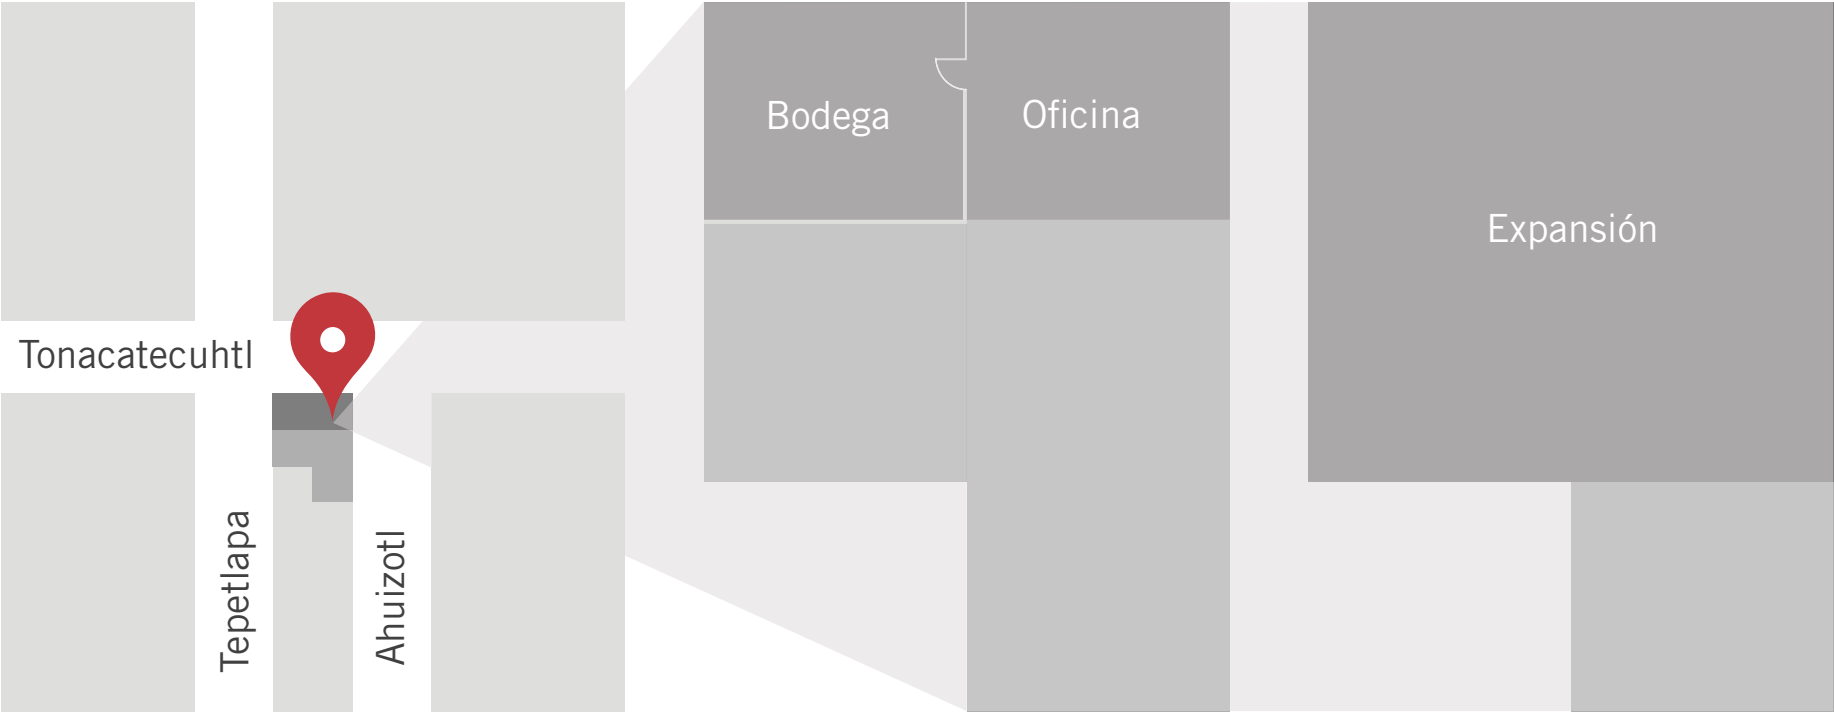 Tonacatecuhtl
Tepetlapa
Ahuizotl
Bodega
Oficina
Expansión